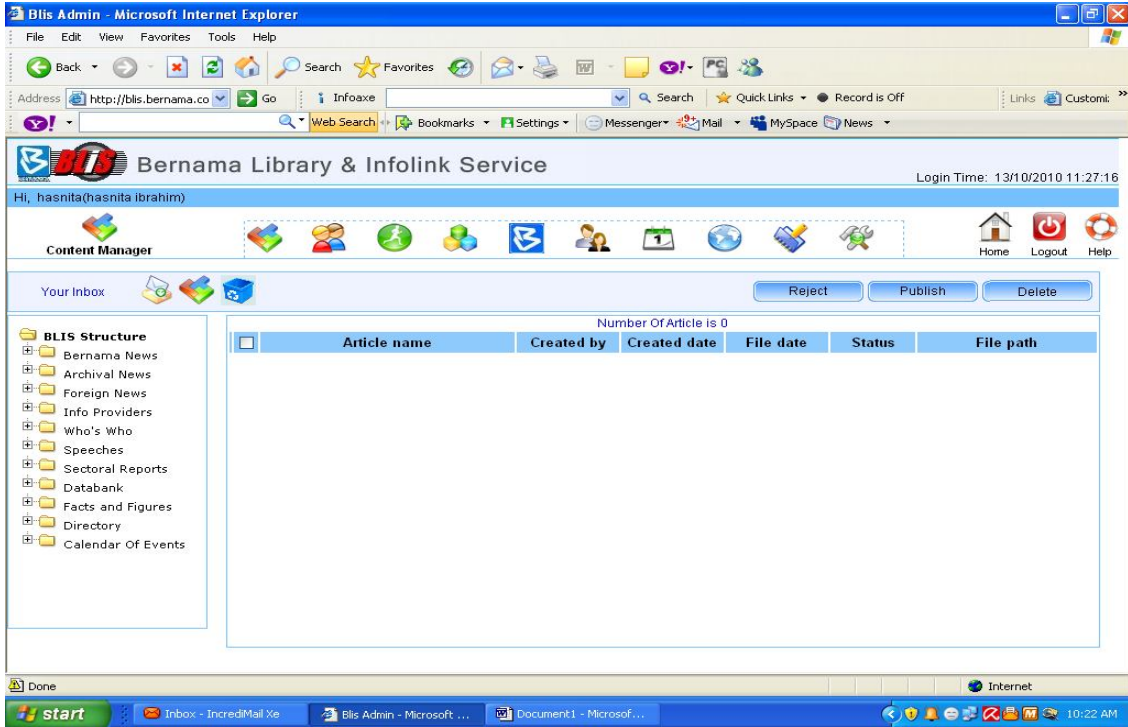 Blis Admin - Microsoft Internet Explorer
File Edit View Favorites Tools Help
Back Search Favorites
Address http://blis.bernama.co Go Infoaxe Search Quick Links Record is Off Links Customi: »
Y! Web Search Bookmarks Settings Messenger Mail MySpace News
BLIS Bernama Library & Infolink Service
Login Time: 13/10/2010 11:27:16
Hi, hasnita(hasnita ibrahim)
Content Manager Home Logout Help
Your Inbox Reject Publish Delete
Number Of Article is 0
Article name Created by Created date File date Status File path
BLIS Structure
Bernama News
Archival News
Foreign News
Info Providers
Who's Who
Speeches
Sectoral Reports
Databank
Facts and Figures
Directory
Calendar Of Events
Done Internet
start Inbox - IncrediMail Xe Blis Admin - Microsoft ... Document1 - Microsof... 10:22 AM